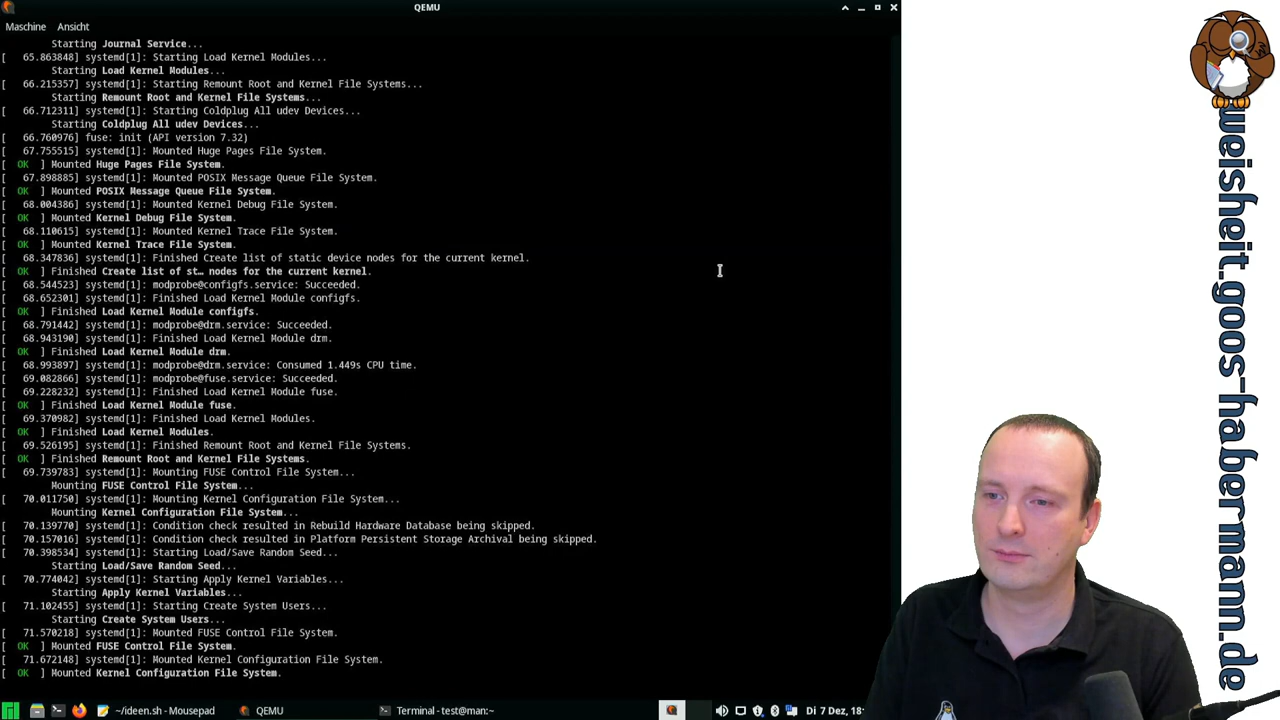 QEMU
Maschine Ansicht
Starting Journal Service...
[ 65.863848] systemd[1]: Starting Load Kernel Modules...
Starting Load Kernel Modules...
[ 66.215357] systemd[1]: Starting Remount Root and Kernel File Systems...
Starting Remount Root and Kernel File Systems...
[ 66.712311] systemd[1]: Starting Coldplug All udev Devices...
Starting Coldplug All udev Devices...
[ 66.760976] fuse: init (API version 7.32)
[ 67.755515] systemd[1]: Mounted Huge Pages File System.
[ OK ] Mounted Huge Pages File System.
[ 67.898885] systemd[1]: Mounted POSIX Message Queue File System.
[ OK ] Mounted POSIX Message Queue File System.
[ 68.004386] systemd[1]: Mounted Kernel Debug File System.
[ OK ] Mounted Kernel Debug File System.
[ 68.110615] systemd[1]: Mounted Kernel Trace File System.
[ OK ] Mounted Kernel Trace File System.
[ 68.347836] systemd[1]: Finished Create list of static device nodes for the current kernel.
[ OK ] Finished Create list of st… nodes for the current kernel.
[ 68.544523] systemd[1]: modprobe@configfs.service: Succeeded.
[ 68.652301] systemd[1]: Finished Load Kernel Module configfs.
[ OK ] Finished Load Kernel Module configfs.
[ 68.791442] systemd[1]: modprobe@drm.service: Succeeded.
[ 68.943190] systemd[1]: Finished Load Kernel Module drm.
[ OK ] Finished Load Kernel Module drm.
[ 68.993897] systemd[1]: modprobe@drm.service: Consumed 1.449s CPU time.
[ 69.082866] systemd[1]: modprobe@fuse.service: Succeeded.
[ 69.228232] systemd[1]: Finished Load Kernel Module fuse.
[ OK ] Finished Load Kernel Module fuse.
[ 69.370982] systemd[1]: Finished Load Kernel Modules.
[ OK ] Finished Load Kernel Modules.
[ 69.526195] systemd[1]: Finished Remount Root and Kernel File Systems.
[ OK ] Finished Remount Root and Kernel File Systems.
[ 69.739783] systemd[1]: Mounting FUSE Control File System...
Mounting FUSE Control File System...
[ 70.011750] systemd[1]: Mounting Kernel Configuration File System...
Mounting Kernel Configuration File System...
[ 70.139770] systemd[1]: Condition check resulted in Rebuild Hardware Database being skipped.
[ 70.157016] systemd[1]: Condition check resulted in Platform Persistent Storage Archival being skipped.
[ 70.398534] systemd[1]: Starting Load/Save Random Seed...
Starting Load/Save Random Seed...
[ 70.774042] systemd[1]: Starting Apply Kernel Variables...
Starting Apply Kernel Variables...
[ 71.102455] systemd[1]: Starting Create System Users...
Starting Create System Users...
[ 71.570218] systemd[1]: Mounted FUSE Control File System.
[ OK ] Mounted FUSE Control File System.
[ 71.672148] systemd[1]: Mounted Kernel Configuration File System.
[ OK ] Mounted Kernel Configuration File System.
~/ideen.sh - Mousepad QEMU Terminal - test@man:~ Di 7 Dez, 18:
weisheit.goos-habermann.de